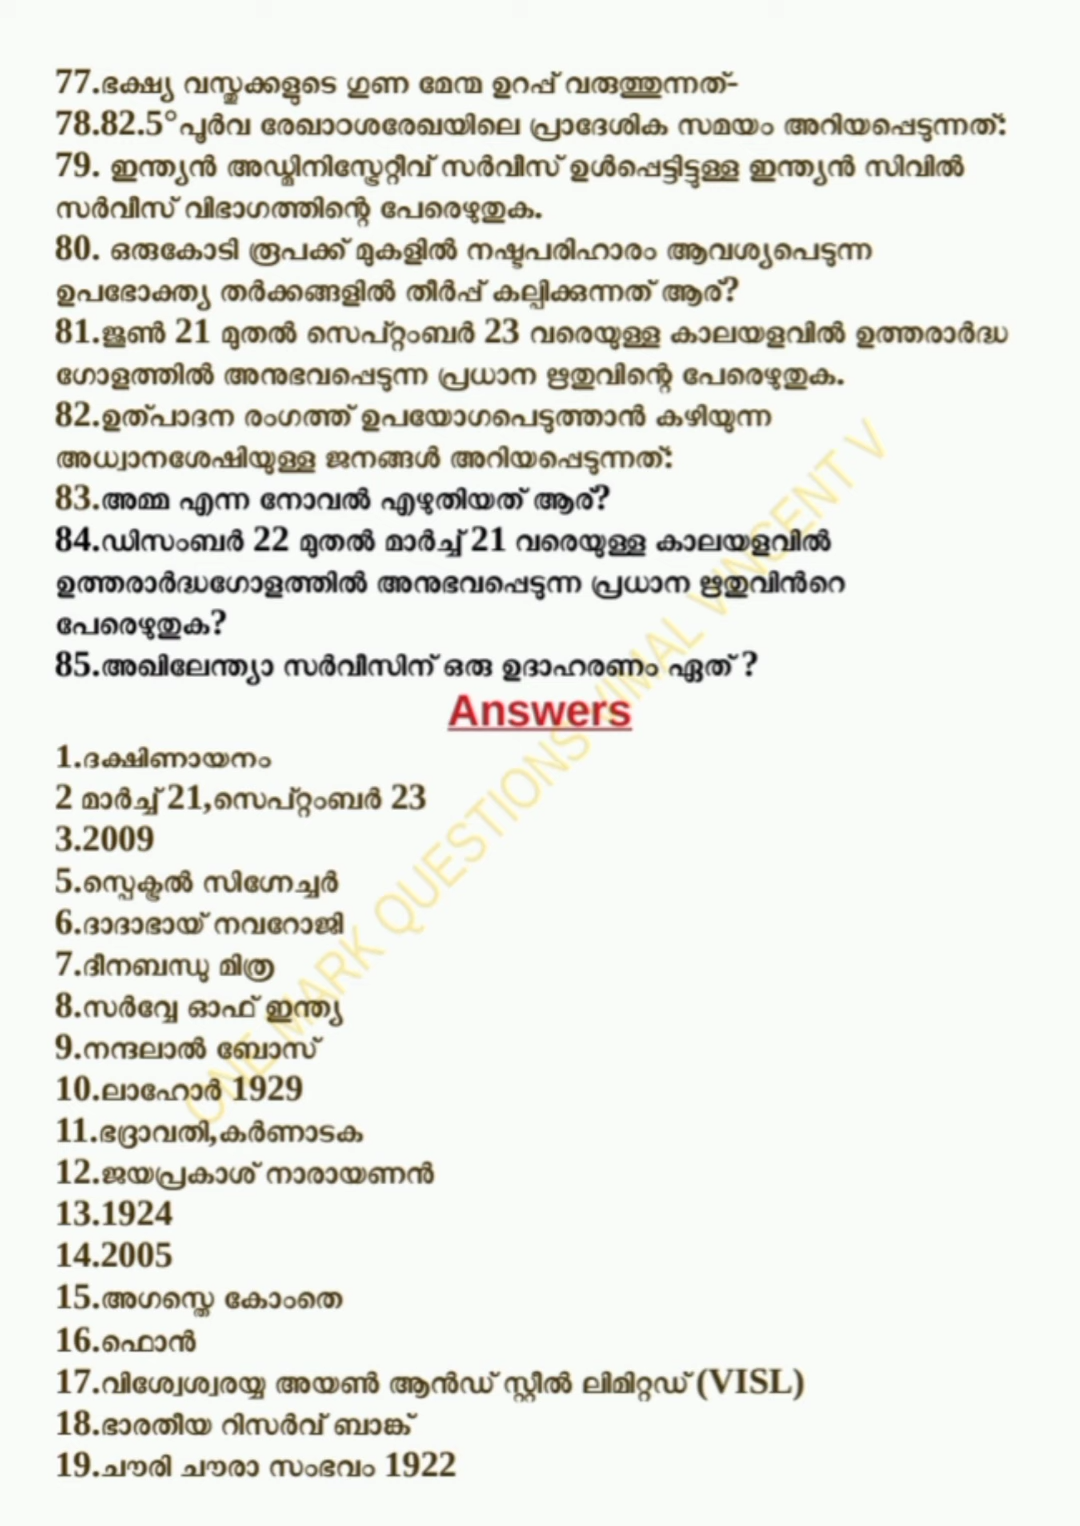 77.ഭക്ഷ്യ വസ്തുക്കളുടെ ഗുണ മേന്മ ഉറപ്പ് വരുത്തുന്നത്-
78.82.5°പൂർവ രേഖാഠശരേഖയിലെ പ്രാദേശിക സമയം അറിയപ്പെടുന്നത്:
79. ഇന്ത്യൻ അഡ്മിനിസ്ട്രേറ്റീവ് സർവീസ് ഉൾപ്പെട്ടിട്ടുള്ള ഇന്ത്യൻ സിവിൽ
സർവീസ് വിഭാഗത്തിന്റെ പേരെഴുതുക.
80. ഒരുകോടി രൂപക്ക് മുകളിൽ നഷ്ടപരിഹാരം ആവശ്യപെടുന്ന
ഉപഭോക്ത്യ തർക്കങ്ങളിൽ തീർപ്പ് കല്പിക്കുന്നത് ആര്?
81.ജൂൺ 21 മുതൽ സെപ്റ്റംബർ 23 വരെയുള്ള കാലയളവിൽ ഉത്തരാർദ്ധ
ഗോളത്തിൽ അനുഭവപ്പെടുന്ന പ്രധാന ഋതുവിന്റെ പേരെഴുതുക.
82.ഉത്പാദന രംഗത്ത് ഉപയോഗപെടുത്താൻ കഴിയുന്ന
അധ്വാനശേഷിയുള്ള ജനങ്ങൾ അറിയപ്പെടുന്നത്:
83.അമ്മ എന്ന നോവൽ എഴുതിയത് ആര്?
84.ഡിസംബർ 22 മുതൽ മാർച്ച് 21 വരെയുള്ള കാലയളവിൽ
ഉത്തരാർദ്ധഗോളത്തിൽ അനുഭവപ്പെടുന്ന പ്രധാന ഋതുവിൻറെ
പേരെഴുതുക?
85.അഖിലേന്ത്യാ സർവീസിന് ഒരു ഉദാഹരണം ഏത് ?
Answers
1.ദക്ഷിണായനം
2 മാർച്ച് 21,സെപ്റ്റംബർ 23
3.2009
5.സ്പെക്ട്രൽ സിഗ്നേച്ചർ
6.ദാദാഭായ് നവറോജി
7.ദീനബന്ധു മിത്ര
8.സർവ്വേ ഓഫ് ഇന്ത്യ
9.നന്ദലാൽ ബോസ്
10.ലാഹോർ 1929
11.ഭദ്രാവതി,കർണാടക
12.ജയപ്രകാശ് നാരായണൻ
13.1924
14.2005
15.അഗസ്തെ കോംതെ
16.ഫൊൻ
17.വിശ്വേശ്വരയ്യ അയൺ ആൻഡ് സ്റ്റീൽ ലിമിറ്റഡ് (VISL)
18.ഭാരതീയ റിസർവ് ബാങ്ക്
19.ചൗരി ചൗരാ സംഭവം 1922
ONE MARK QUESTIONS VIMAL VINCENT V